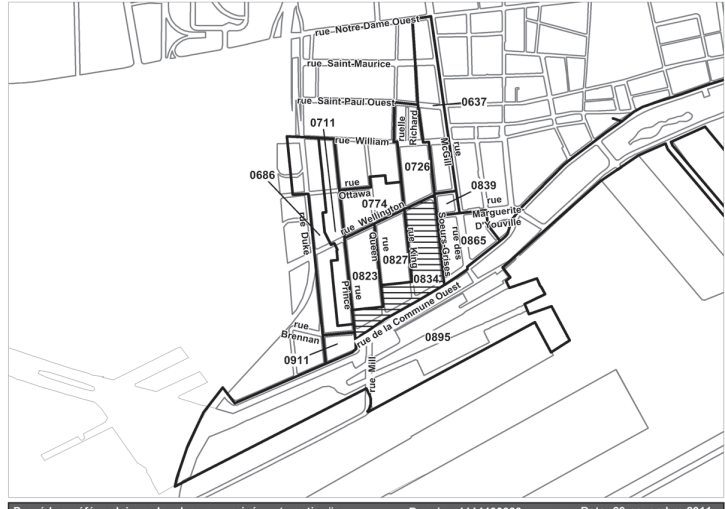 rue Notre-Dame Ouest
rue Saint-Maurice
rue Saint-Paul Ouest
0637
0711
ruelle
Richard
rue William
rue
McGill
0726
0686
rue
Ottawa
0839
0774
rue
Marguerite
D'Youville
rue Wellington
rue Duke
rue
Queen
rue
rue King
Soeurs-Grises
rue des
0865
0827
0823
0834
Prince
rue de la Commune Ouest
rue
Brennan
0895
0911
rue Mill